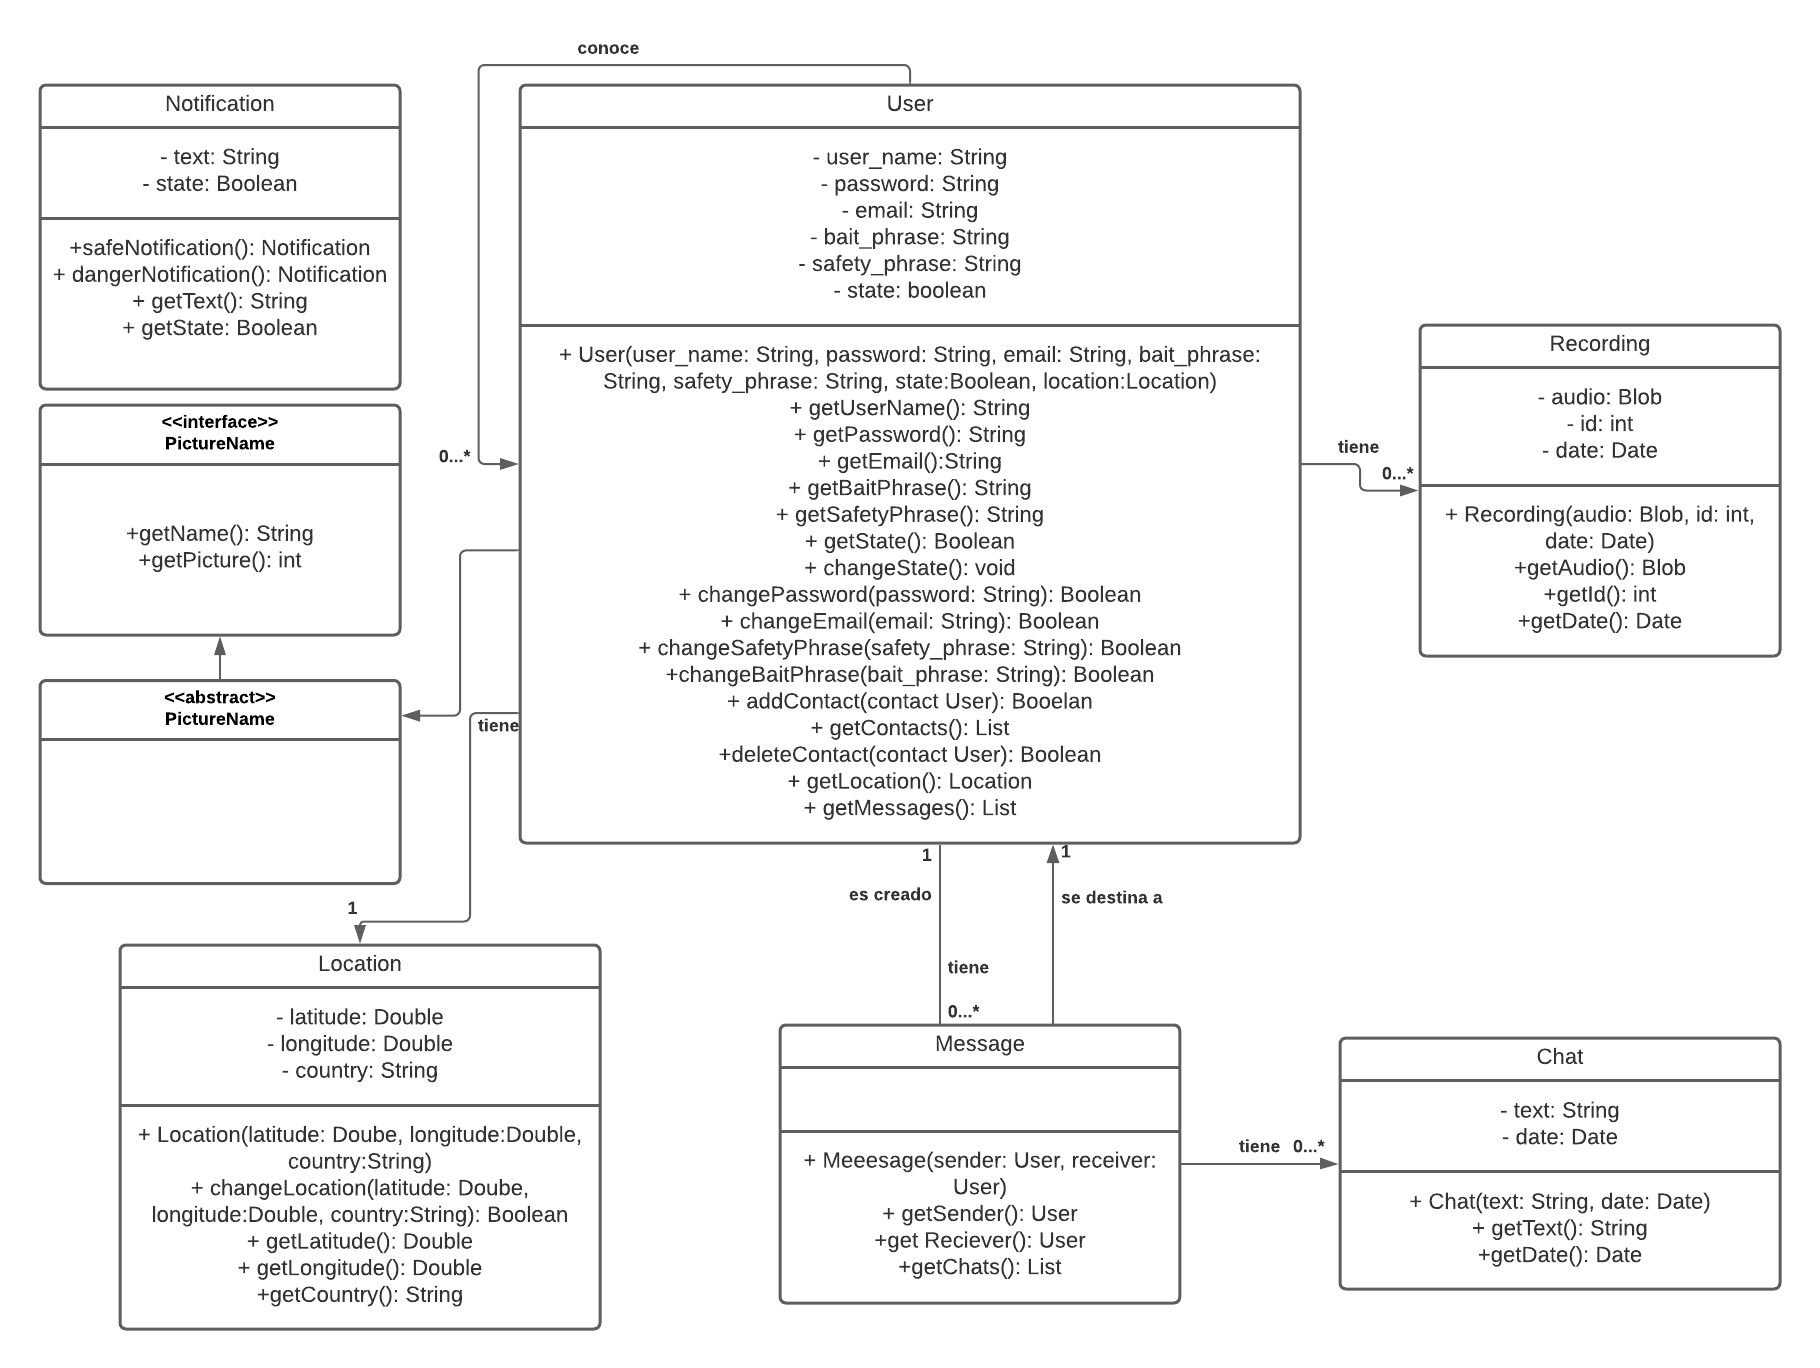 conoce
Notification
- text: String
- state: Boolean
+safeNotification(): Notification
+ dangerNotification(): Notification
+ getText(): String
+ getState: Boolean
<<interface>>
PictureName
+getName(): String
+getPicture(): int
<<abstract>>
PictureName
User
- user_name: String
- password: String
- email: String
- bait_phrase: String
- safety_phrase: String
- state: boolean
+ User(user_name: String, password: String, email: String, bait_phrase:
String, safety_phrase: String, state:Boolean, location:Location)
+ getUserName(): String
+ getPassword(): String
+ getEmail():String
+ getBaitPhrase(): String
+ getSafetyPhrase(): String
+ getState(): Boolean
+ changeState(): void
+ changePassword(password: String): Boolean
+ changeEmail(email: String): Boolean
+ changeSafetyPhrase(safety_phrase: String): Boolean
+changeBaitPhrase(bait_phrase: String): Boolean
+ addContact(contact User): Booelan
+ getContacts(): List
+deleteContact(contact User): Boolean
+ getLocation(): Location
+ getMessages(): List
0...*
tiene
tiene
0...*
Recording
- audio: Blob
- id: int
- date: Date
+ Recording(audio: Blob, id: int,
date: Date)
+getAudio(): Blob
+getId(): int
+getDate(): Date
1
Location
- latitude: Double
- longitude: Double
- country: String
+ Location(latitude: Doube, longitude:Double,
country:String)
+ changeLocation(latitude: Doube,
longitude:Double, country:String): Boolean
+ getLatitude(): Double
+ getLongitude(): Double
+getCountry(): String
1
es creado
tiene
0...*
1
se destina a
Message
+ Meeesage(sender: User, receiver:
User)
+ getSender(): User
+get Reciever(): User
+getChats(): List
tiene 0...*
Chat
- text: String
- date: Date
+ Chat(text: String, date: Date)
+ getText(): String
+getDate(): Date